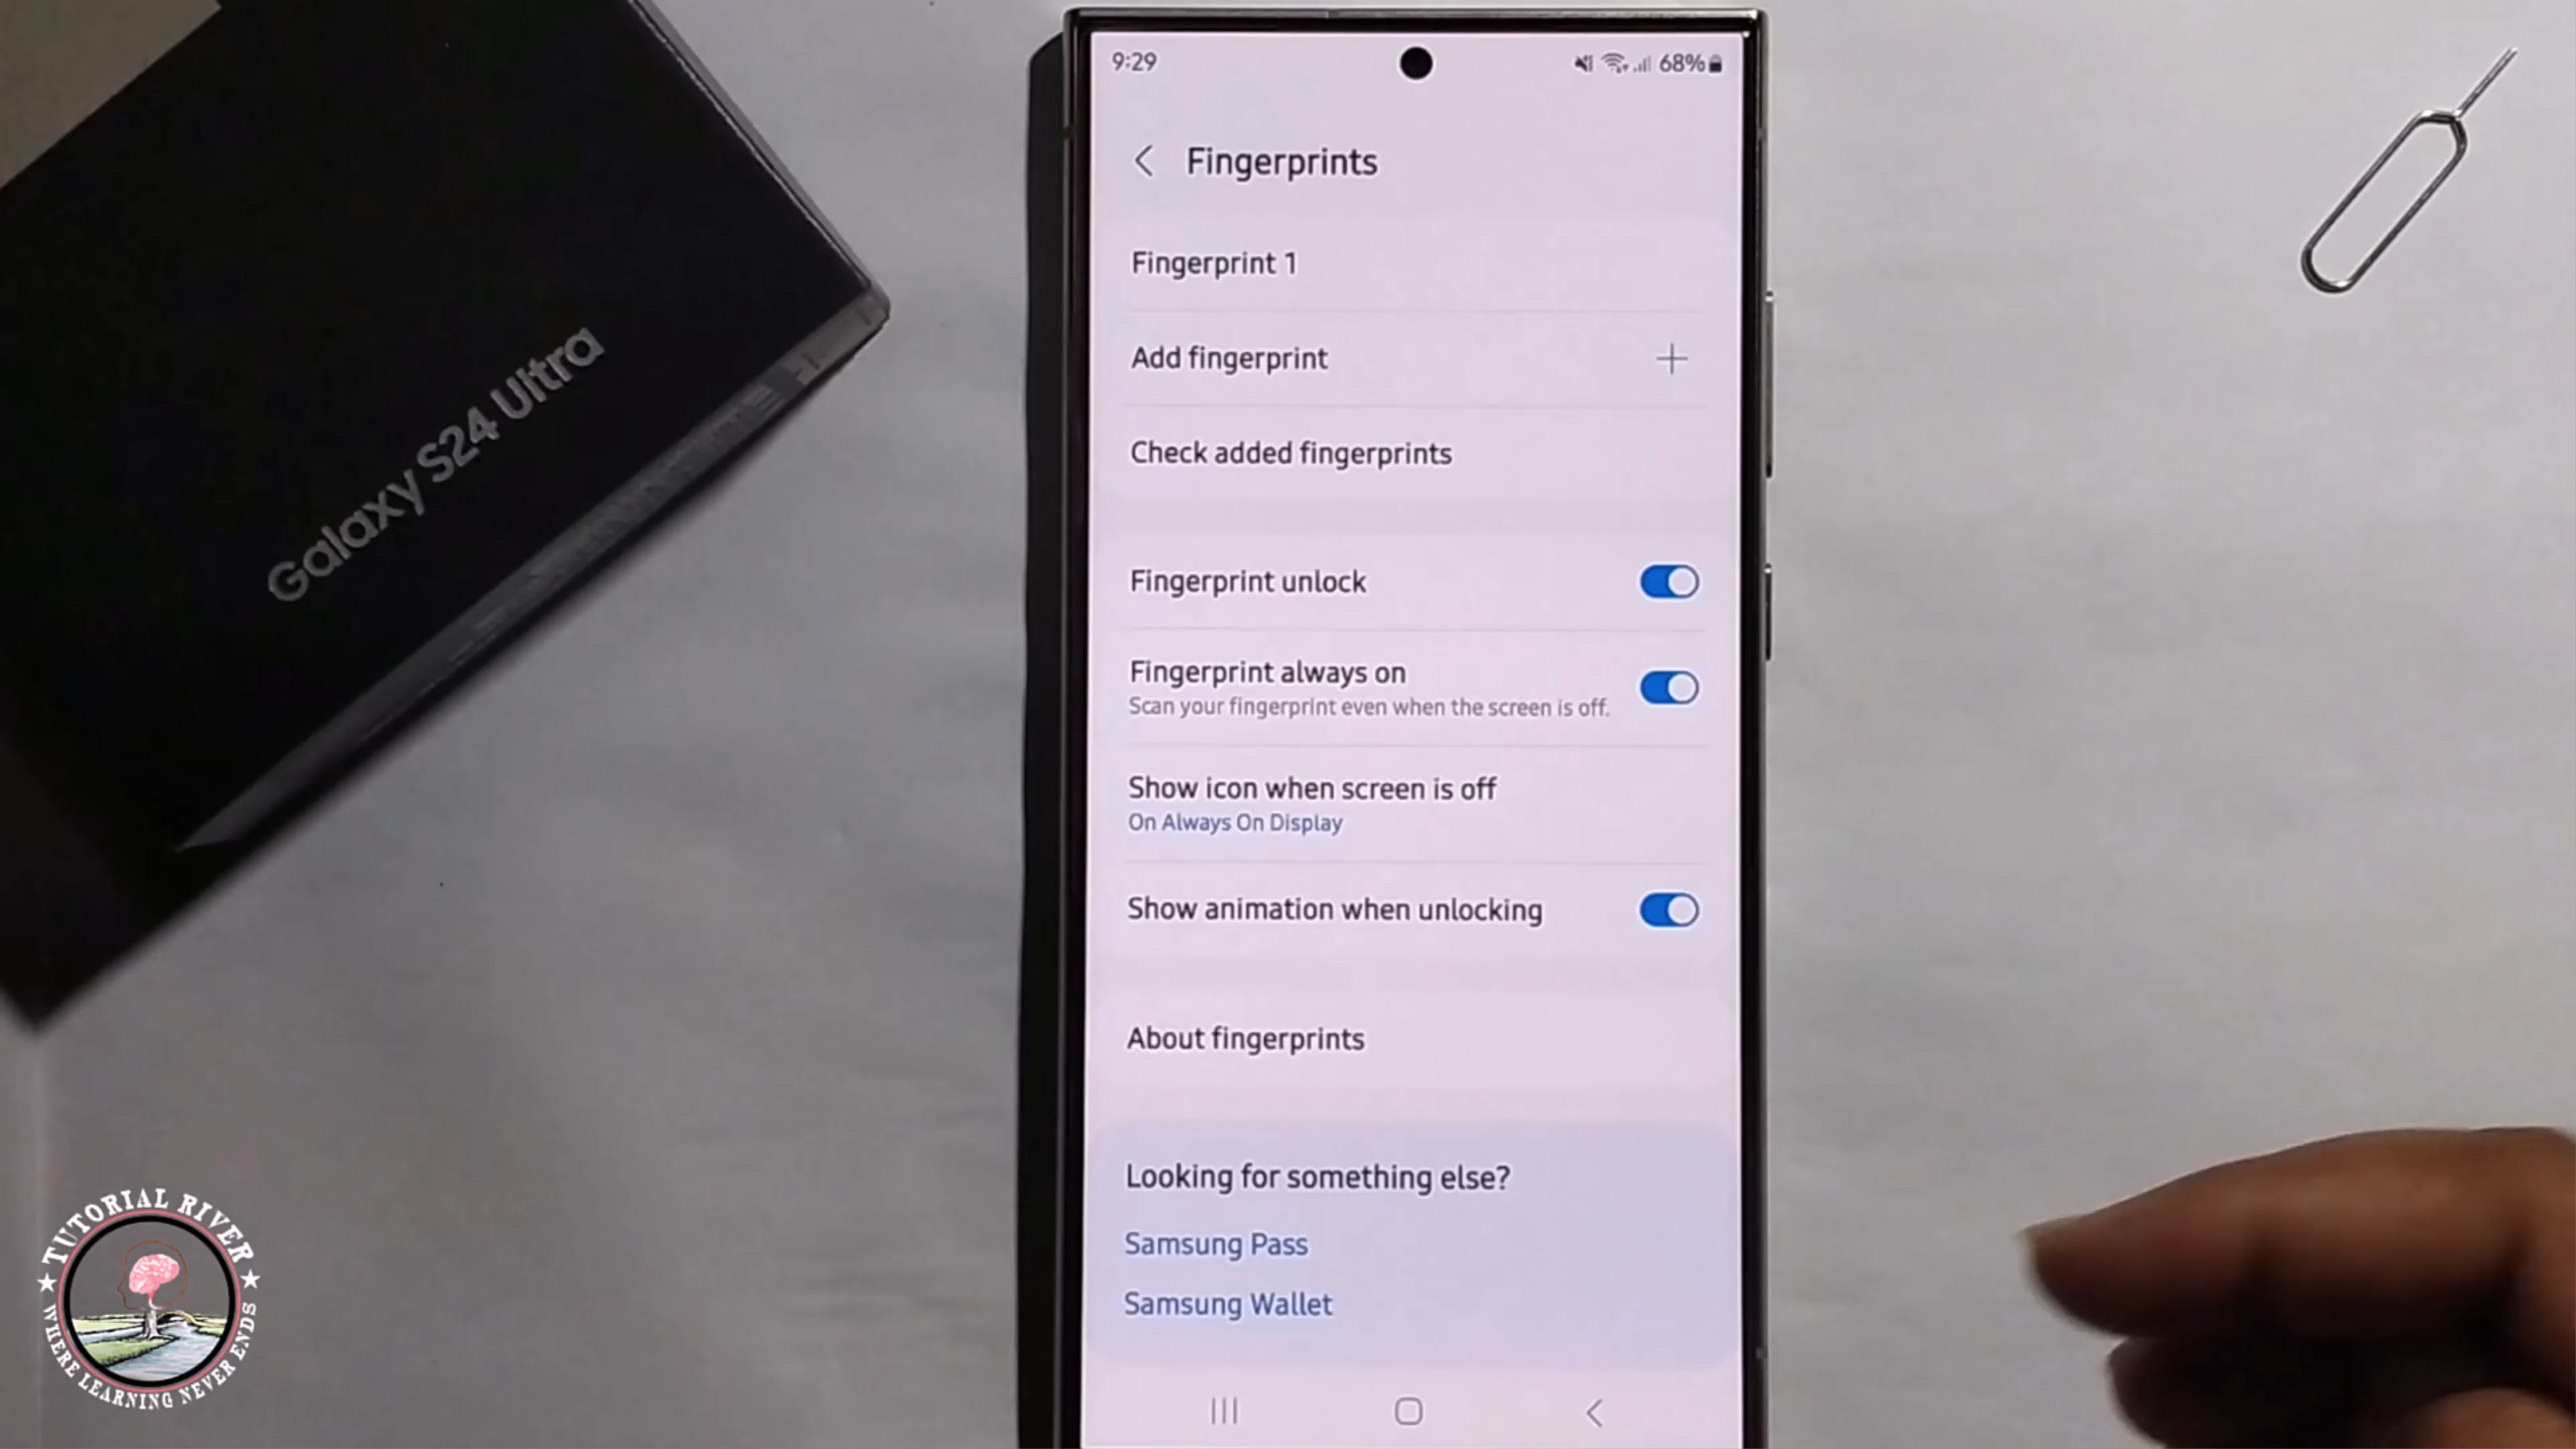 9:29
68%
Fingerprints
Fingerprint 1
Add fingerprint
Check added fingerprints
Fingerprint unlock
Fingerprint always on
Scan your fingerprint even when the screen is off.
Show icon when screen is off
On Always On Display
Show animation when unlocking
About fingerprints
Looking for something else?
Samsung Pass
Samsung Wallet
Galaxy S24 Ultra
TUTORIAL RIVER
WHERE LEARNING NEVER ENDS